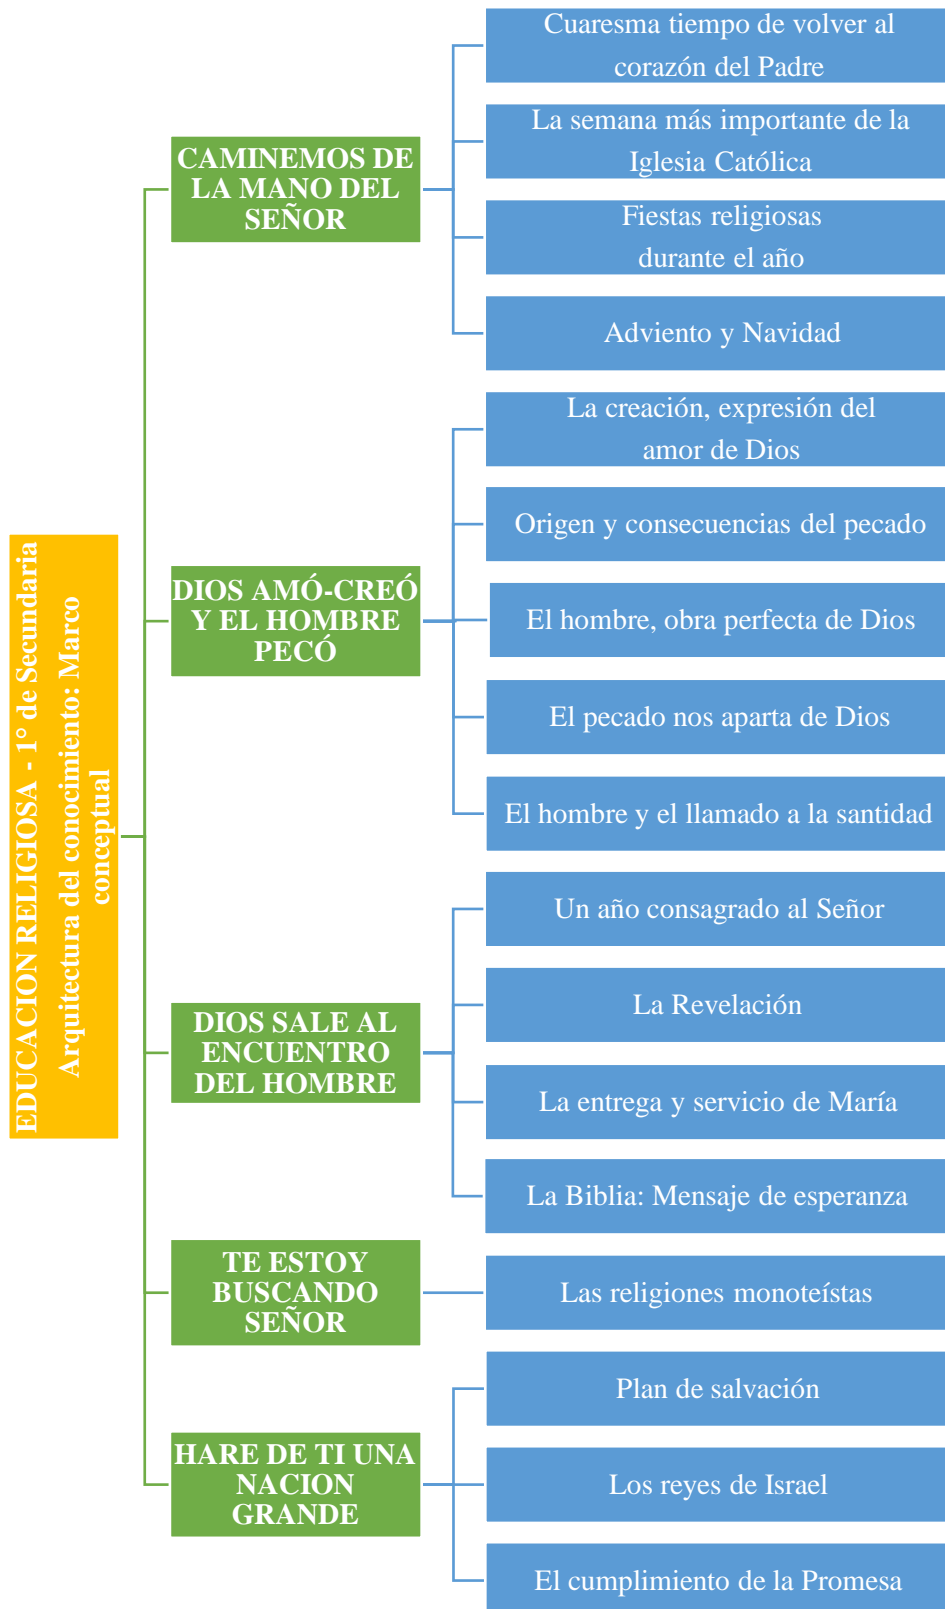 EDUCACION RELIGIOSA - 1° de Secundaria
Arquitectura del conocimiento: Marco
conceptual
CAMINEMOS DE
LA MANO DEL
SEÑOR
Cuaresma tiempo de volver al
corazón del Padre
La semana más importante de la
Iglesia Católica
Fiestas religiosas
durante el año
Adviento y Navidad
DIOS AMÓ-CREÓ
Y EL HOMBRE
PECÓ
La creación, expresión del
amor de Dios
Origen y consecuencias del pecado
El hombre, obra perfecta de Dios
El pecado nos aparta de Dios
El hombre y el llamado a la santidad
DIOS SALE AL
ENCUENTRO
DEL HOMBRE
Un año consagrado al Señor
La Revelación
La entrega y servicio de María
La Biblia: Mensaje de esperanza
TE ESTOY
BUSCANDO
SEÑOR
Las religiones monoteístas
HARE DE TI UNA
NACION
GRANDE
Plan de salvación
Los reyes de Israel
El cumplimiento de la Promesa